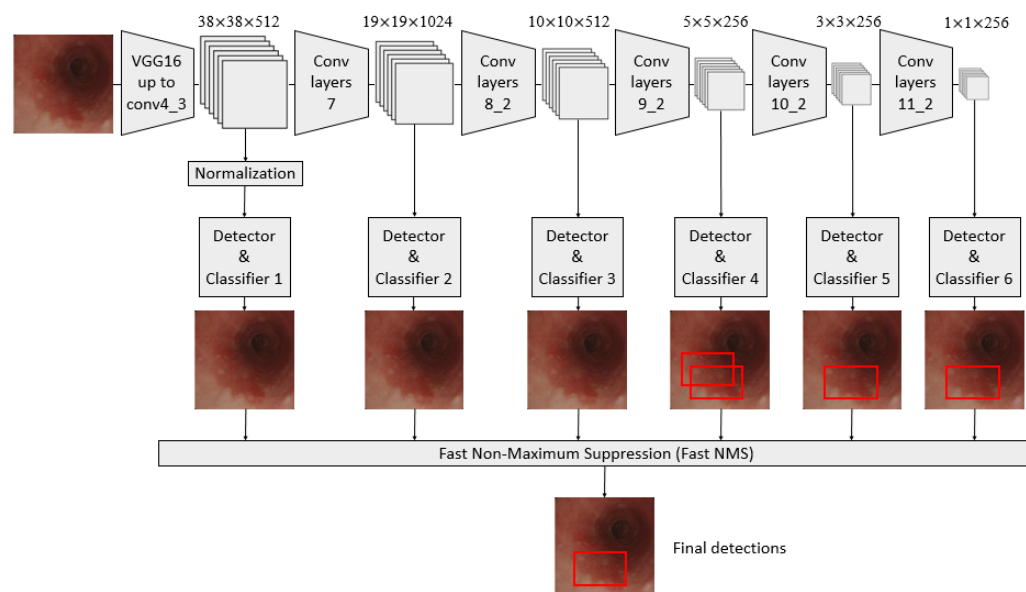 38×38×512
19×19×1024
10×10×512
5×5×256
3×3×256
1×1×256
VGG16
up to
conv4_3
Conv
layers
7
Conv
layers
8_2
Conv
layers
9_2
Conv
layers
10_2
Conv
layers
11_2
Normalization
Detector
&
Classifier 1
Detector
&
Classifier 2
Detector
&
Classifier 3
Detector
&
Classifier 4
Detector
&
Classifier 5
Detector
&
Classifier 6
Fast Non-Maximum Suppression (Fast NMS)
Final detections